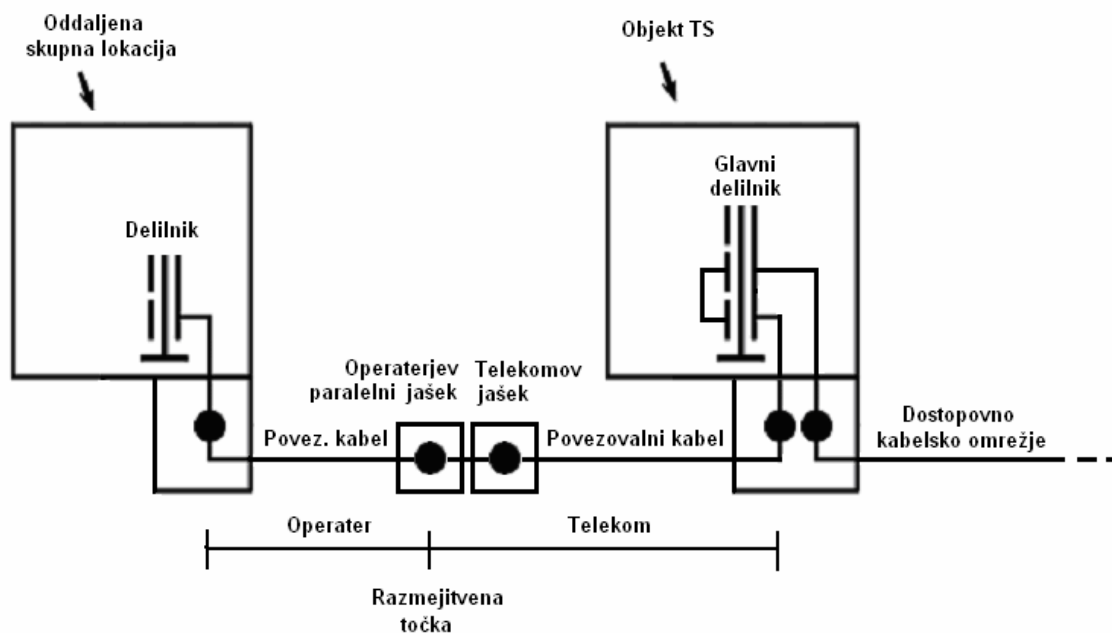 Oddaljena
skupna lokacija
Objekt TS
Glavni
delilnik
Delilnik
Operaterjev
paralelni jašek
Telekomov
jašek
Povez. kabel
Povezovalni kabel
Dostopovno
kabelsko omrežje
Operater
Telekom
Razmejitvena
točka